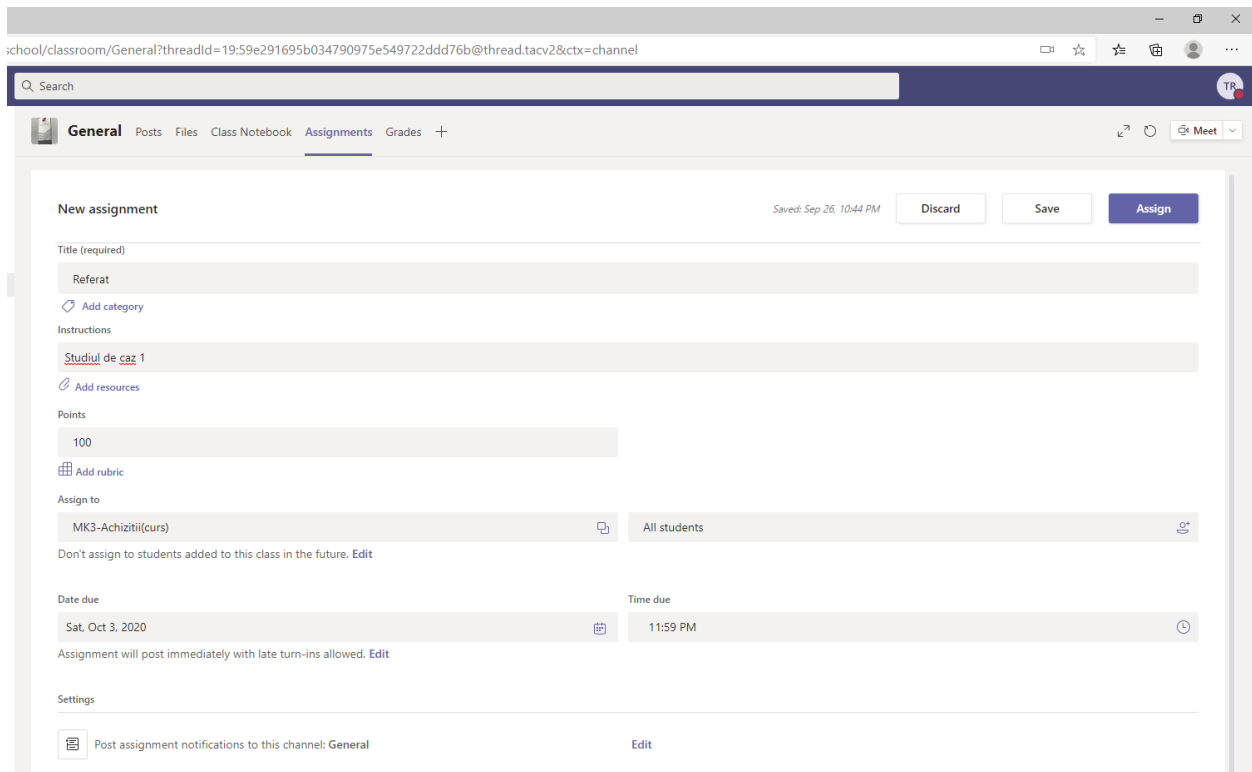 school/classroom/General?threadId=19:59e291695b034790975e549722ddd76b@thread.tacv2&ctx=channel
Search
TR
General Posts Files Class Notebook Assignments Grades
Meet
New assignment
Saved: Sep 26, 10:44 PM
Discard
Save
Assign
Title (required)
Referat
Add category
Instructions
Studiul de caz 1
Add resources
Points
100
Add rubric
Assign to
MK3-Achizitii(curs)
All students
Don't assign to students added to this class in the future. Edit
Date due
Time due
Sat, Oct 3, 2020
11:59 PM
Assignment will post immediately with late turn-ins allowed. Edit
Settings
Post assignment notifications to this channel: General
Edit